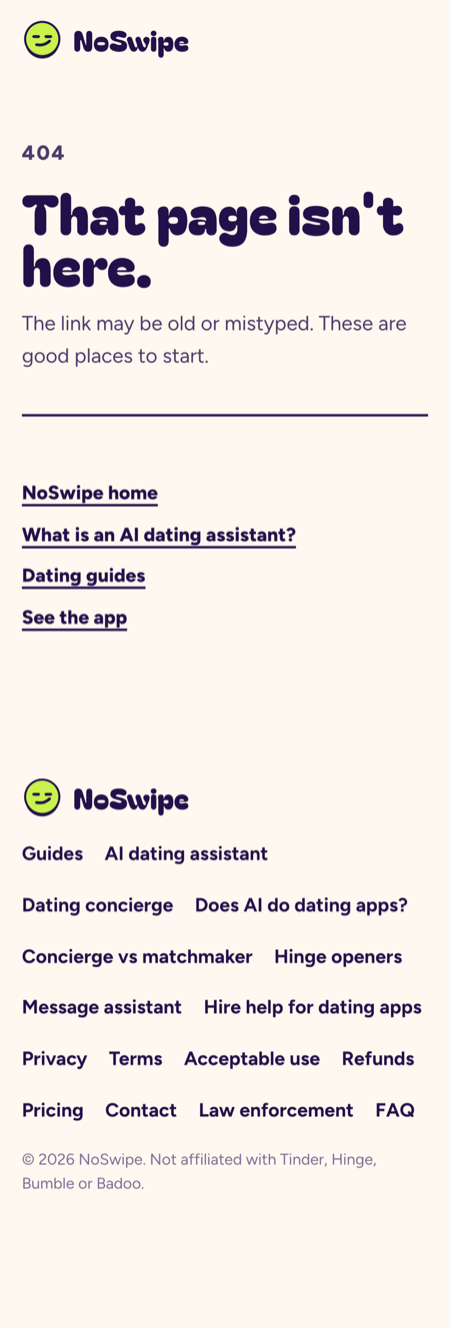 NoSwipe
404
That page isn't
here.
The link may be old or mistyped. These are
good places to start.
NoSwipe home
What is an AI dating assistant?
Dating guides
See the app
NoSwipe
Guides AI dating assistant
Dating concierge Does AI do dating apps?
Concierge vs matchmaker Hinge openers
Message assistant Hire help for dating apps
Privacy Terms Acceptable use Refunds
Pricing Contact Law enforcement FAQ
© 2026 NoSwipe. Not affiliated with Tinder, Hinge,
Bumble or Badoo.